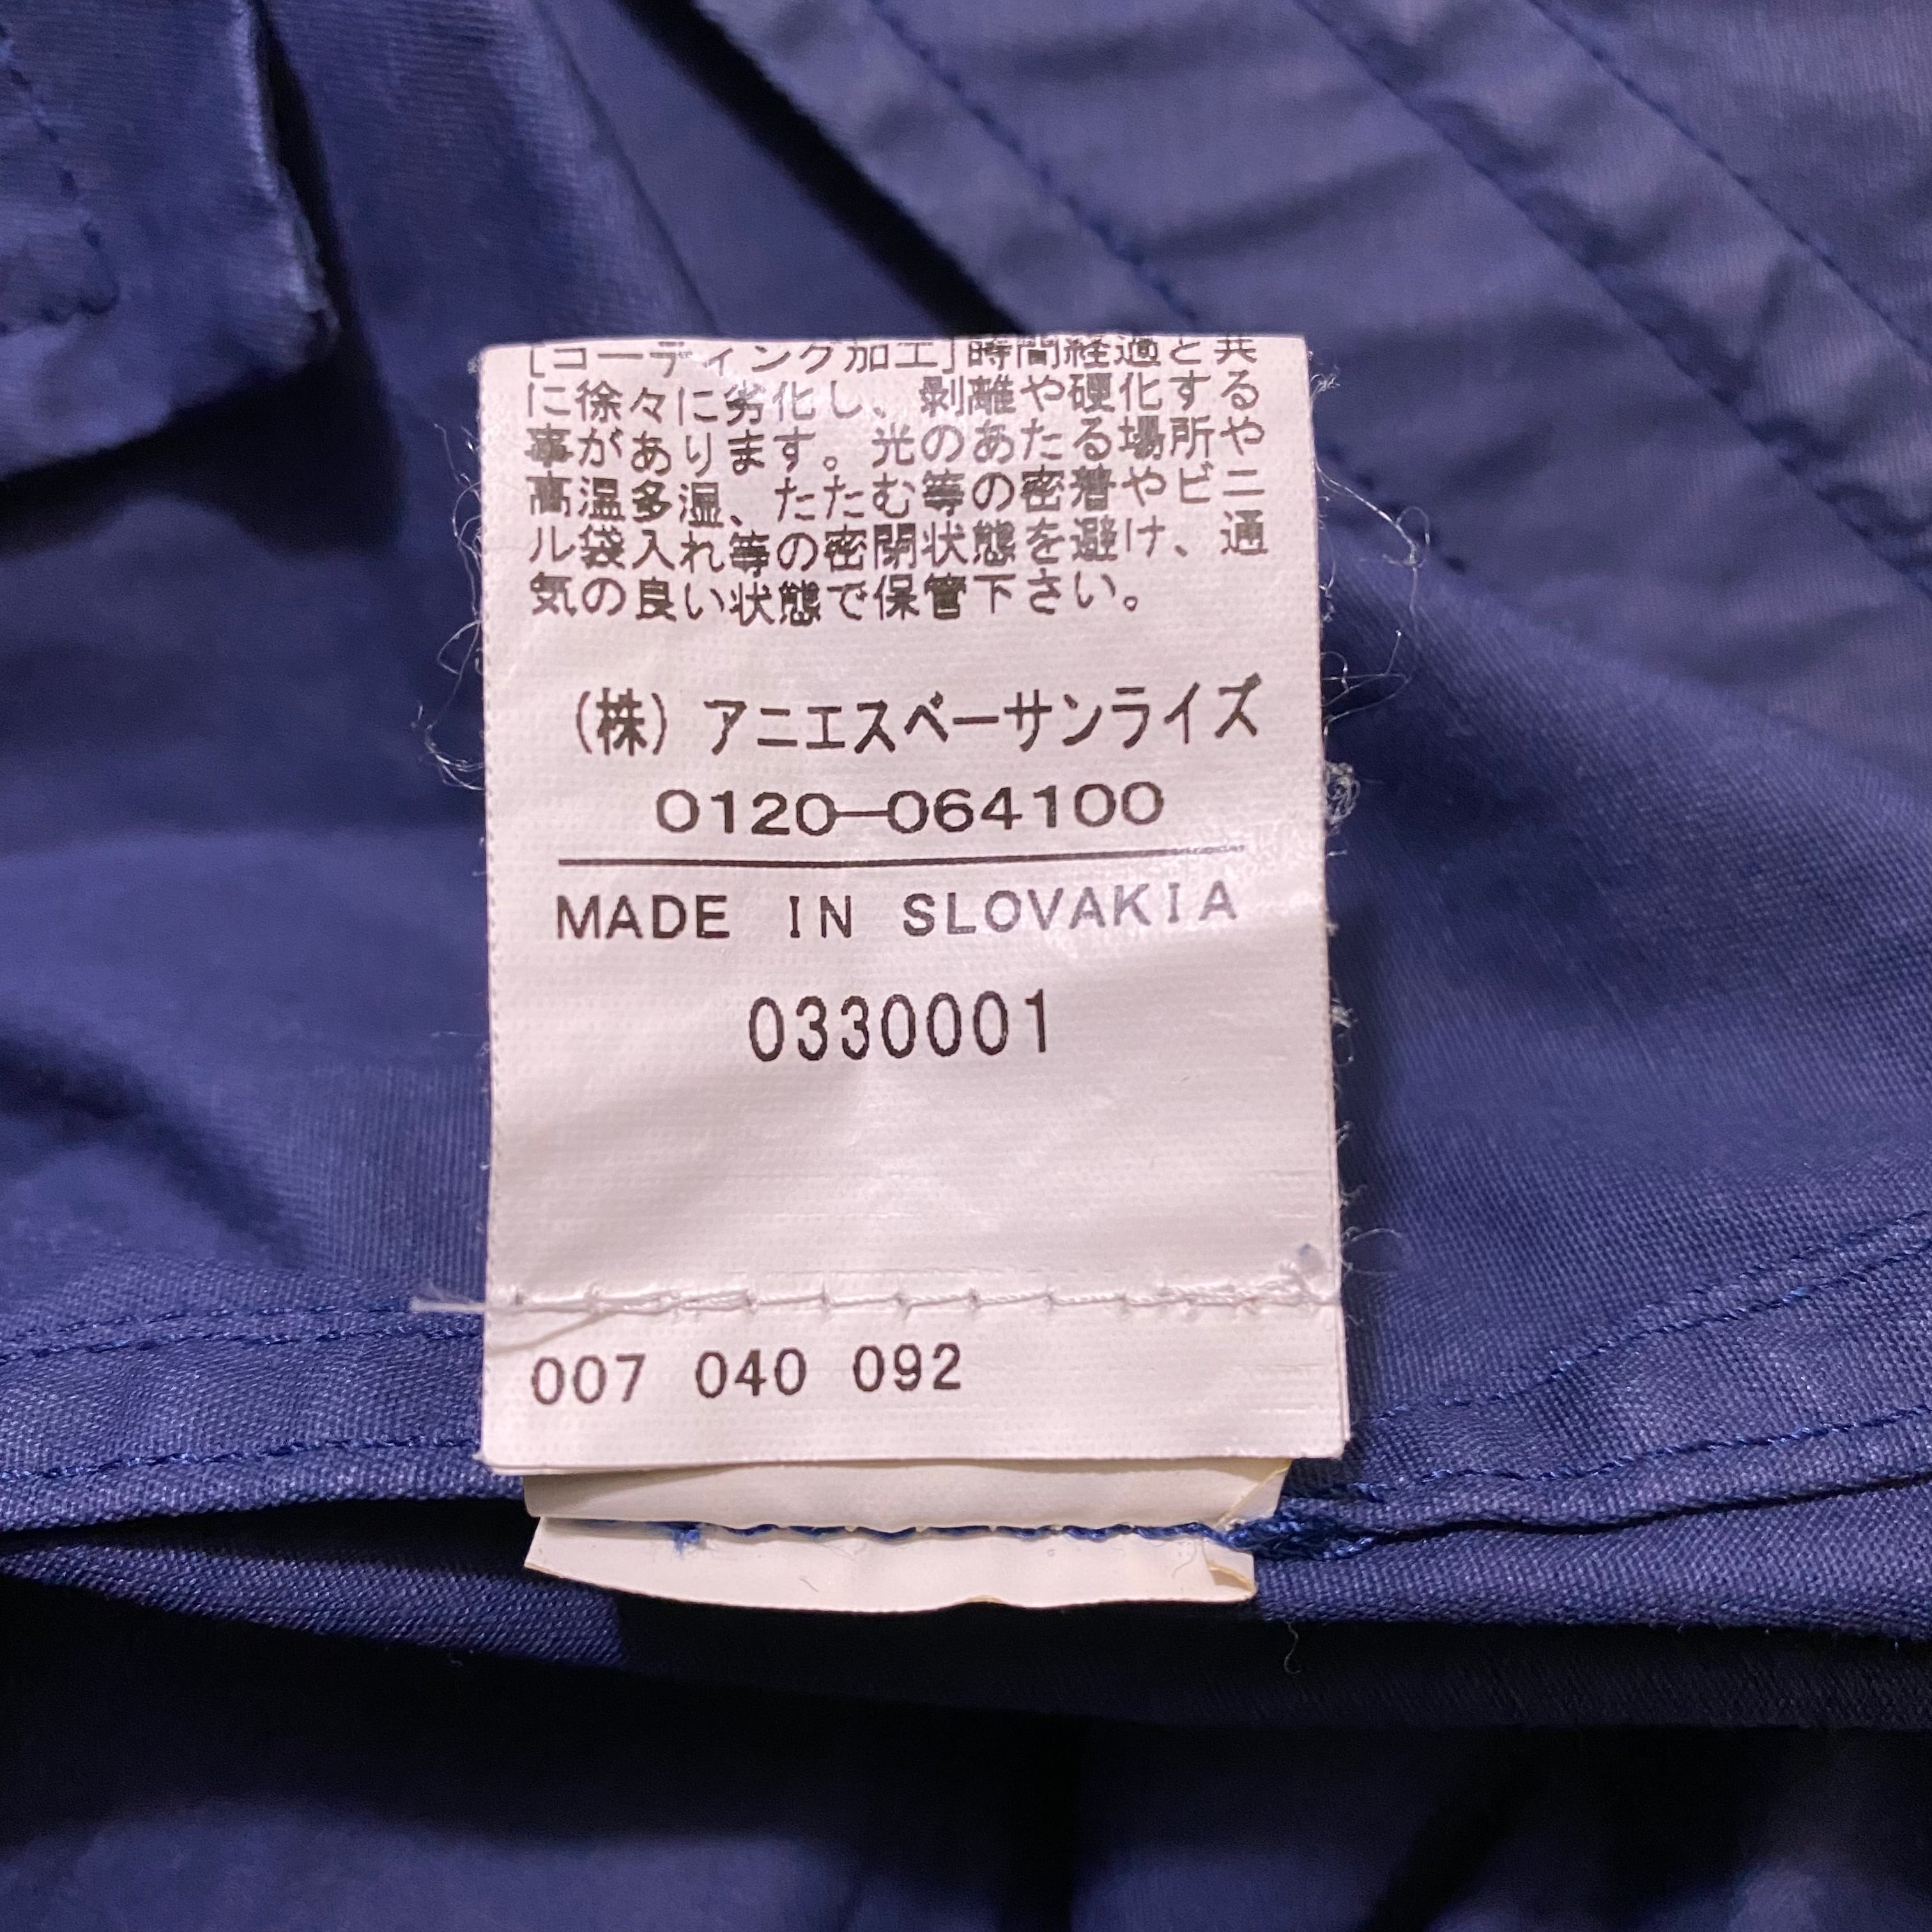 [コーティング加工]時間経過と共
に徐々に劣化し、剥離や硬化する
事があります。光のあたる場所や
高温多湿、たたむ等の密着やビニ
ル袋入れ等の密閉状態を避け、通
気の良い状態で保管下さい。
(株)アニエスベーサンライズ
0120-064100
MADE IN SLOVAKIA
0330001
007 040 092